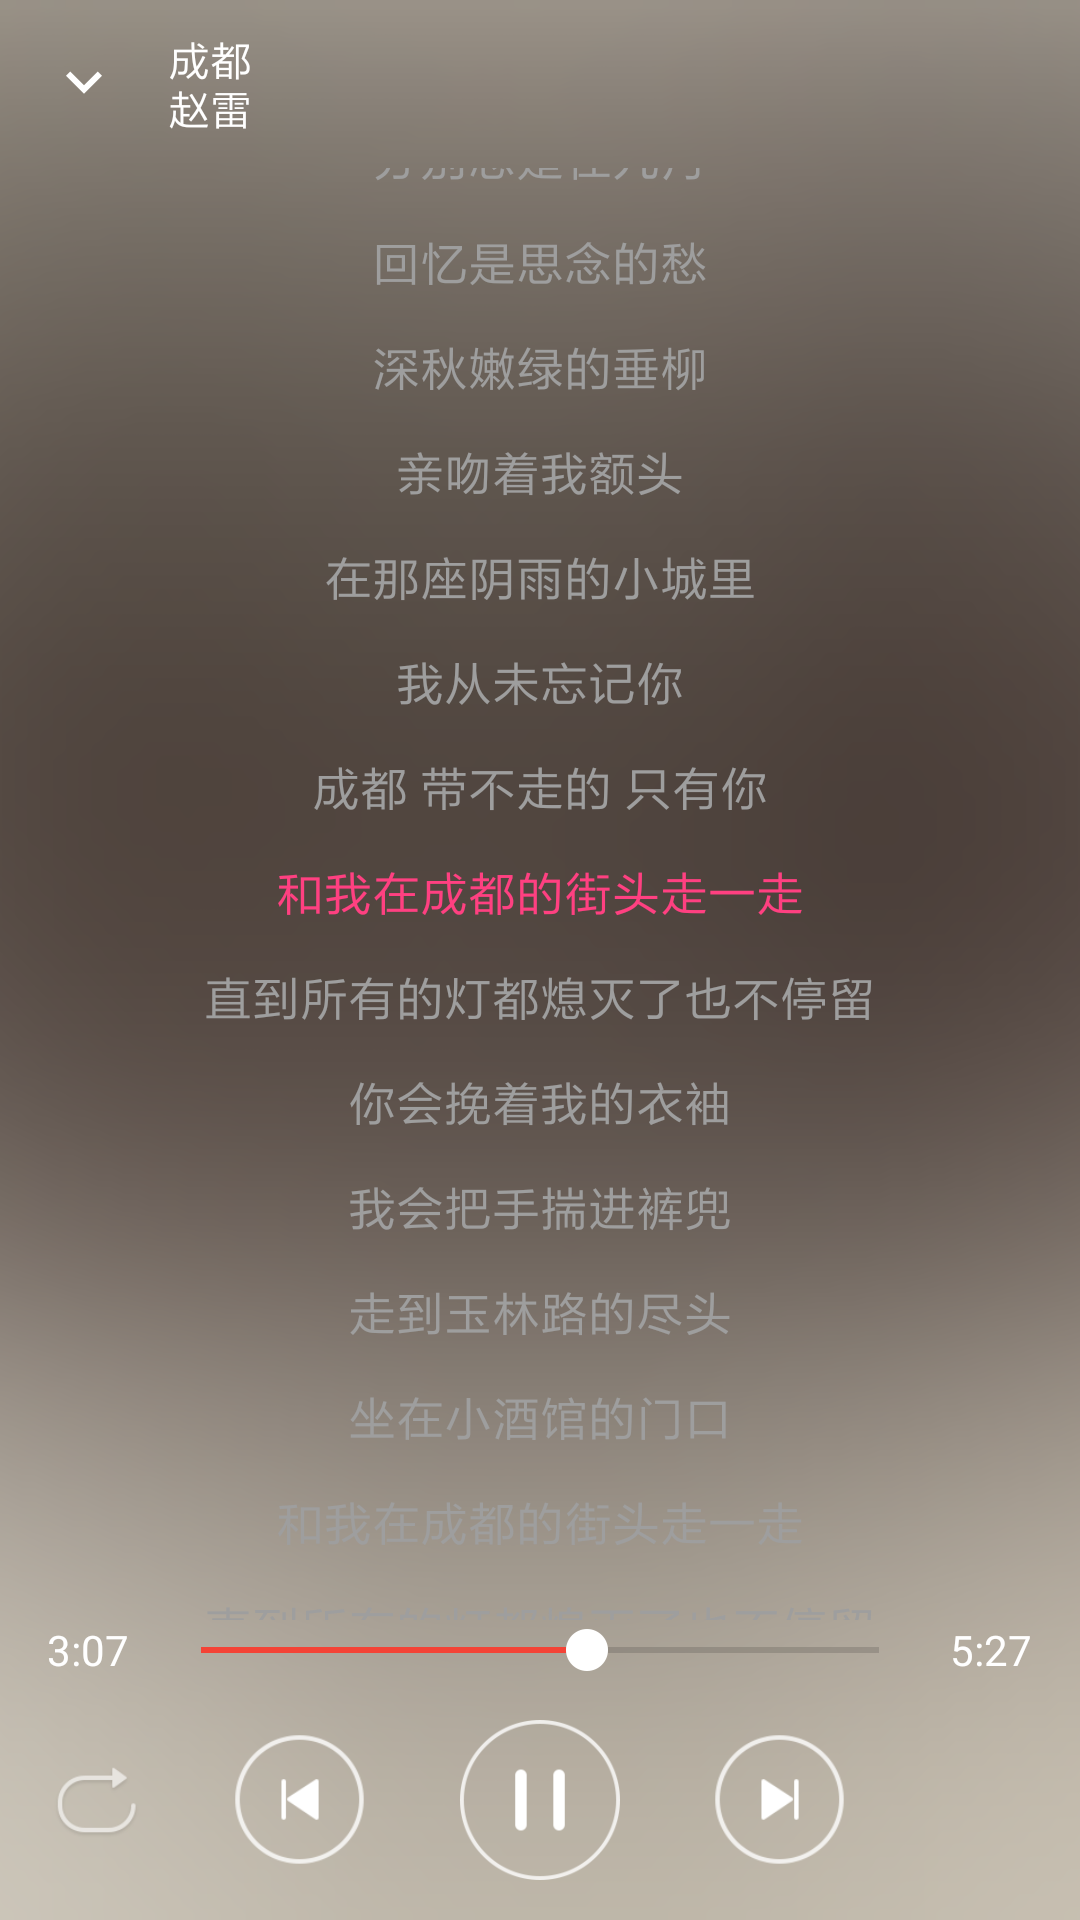 成都
赵雷
回忆是思念的愁
深秋嫩绿的垂柳
亲吻着我额头
在那座阴雨的小城里
我从未忘记你
成都 带不走的 只有你
和我在成都的街头走一走
直到所有的灯都熄灭了也不停留
你会挽着我的衣袖
我会把手揣进裤兜
走到玉林路的尽头
坐在小酒馆的门口
和我在成都的街头走一走
3:07
5:27